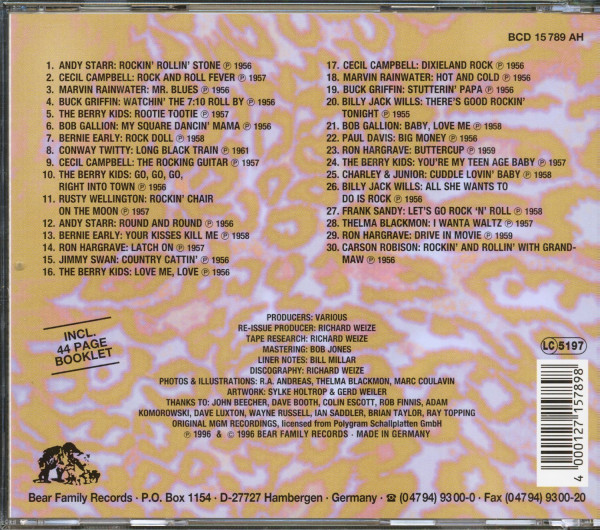 BCD 15 789 AH
1. ANDY STARR: ROCKIN' ROLLIN' STONE ℗ 1956
2. CECIL CAMPBELL: ROCK AND ROLL FEVER ℗ 1957
3. MARVIN RAINWATER: MR. BLUES ℗ 1956
4. BUCK GRIFFIN: WATCHIN' THE 7:10 ROLL BY ℗ 1956
5. THE BERRY KIDS: ROOTIE TOOTIE ℗ 1957
6. BOB GALLION: MY SQUARE DANCIN' MAMA ℗ 1956
7. BERNIE EARLY: ROCK DOLL ℗ 1958
8. CONWAY TWITTY: LONG BLACK TRAIN ℗ 1961
9. CECIL CAMPBELL: THE ROCKING GUITAR ℗ 1957
10. THE BERRY KIDS: GO, GO, GO,
RIGHT INTO TOWN ℗ 1956
11. RUSTY WELLINGTON: ROCKING' CHAIR
ON THE MOON ℗ 1957
12. ANDY STARR: ROUND AND ROUND ℗ 1956
13. BERNIE EARLY: YOUR KISSES KILL ME ℗ 1958
14. RON HARGRAVE: LATCH ON ℗ 1957
15. JIMMY SWAN: COUNTRY CATTIN' ℗ 1956
16. THE BERRY KIDS: LOVE ME, LOVE ℗ 1956
17. CECIL CAMPBELL: DIXIELAND ROCK ℗ 1956
18. MARVIN RAINWATER: HOT AND COLD ℗ 1956
19. BUCK GRIFFIN: STUTTERIN' PAPA ℗ 1956
20. BILLY JACK WILLS: THERE'S GOOD ROCKIN'
TONIGHT ℗ 1955
21. BOB GALLION: BABY, LOVE ME ℗ 1958
22. PAUL DAVIS: BIG MONEY ℗ 1956
23. RON HARGRAVE: BUTTERCUP ℗ 1959
24. THE BERRY KIDS: YOU'RE MY TEEN AGE BABY ℗ 1957
25. CHARLEY & JUNIOR: CUDDLE LOVIN' BABY ℗ 1956
26. BILLY JACK WILLS: ALL SHE WANTS TO
DO IS ROCK ℗ 1956
27. FRANK SANDY: LET'S GO ROCK 'N' ROLL ℗ 1958
28. THELMA BLACKMON: I WANTA WALTZ ℗ 1957
29. RON HARGRAVE: DRIVE IN MOVIE ℗ 1959
30. CARSON ROBISON: ROCKIN' AND ROLLIN' WITH GRAND-
MAW ℗ 1956
INCL.
44 PAGE
BOOKLET
PRODUCERS: VARIOUS
RE-ISSUE PRODUCER: RICHARD WEIZE
TAPE RESEARCH: RICHARD WEIZE
MASTERING: BOB JONES
LINER NOTES: BILL MILLAR
DISCOGRAPHY: RICHARD WEIZE
PHOTOS & ILLUSTRATIONS: R.A. ANDREAS, THELMA BLACKMON, MARC COULAVIN
ARTWORK: SYLKE HOLTROP & GERD WEILER
THANKS TO: JOHN BEECHER, DAVE BOOTH, COLIN ESCOTT, ROB FINNIS, ADAM
KOMOROWSKI, DAVE LUXTON, WAYNE RUSSELL, IAN SADDLER, BRIAN TAYLOR, RAY TOPPING
ORIGINAL MGM RECORDINGS, licensed from Polygram Schallplatten GmbH
℗ 1996 & © 1996 BEAR FAMILY RECORDS · MADE IN GERMANY
LC 5197
4 000127 157898
Bear Family Records · P.O. Box 1154 · D-27727 Hambergen · Germany · ☎ (04794) 9300-0 · Fax (04794) 9300-20